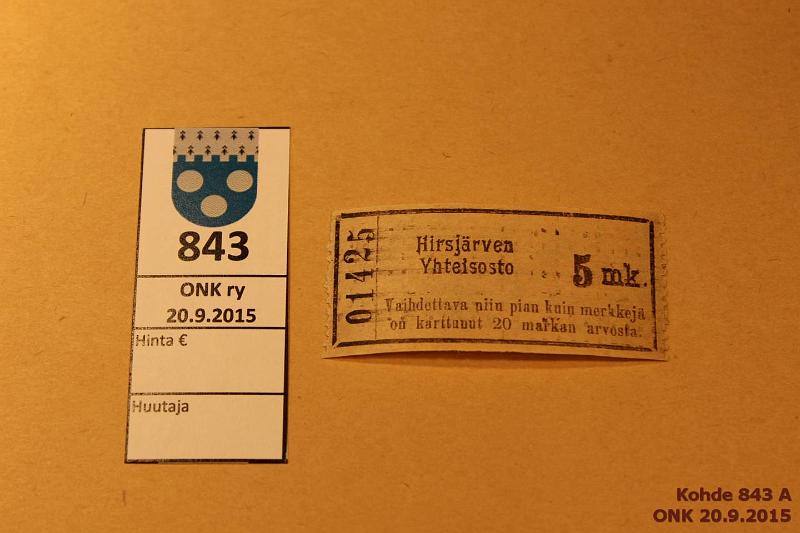 843
ONK ry
20.9.2015
Hinta €
Huutaja
01425
Hirsjärven
Yhteisosto
5 mk.
Vaihdettava niin pian kuin merkkejä
on karttunut 20 markan arvosta.
Kohde 843 A
ONK 20.9.2015